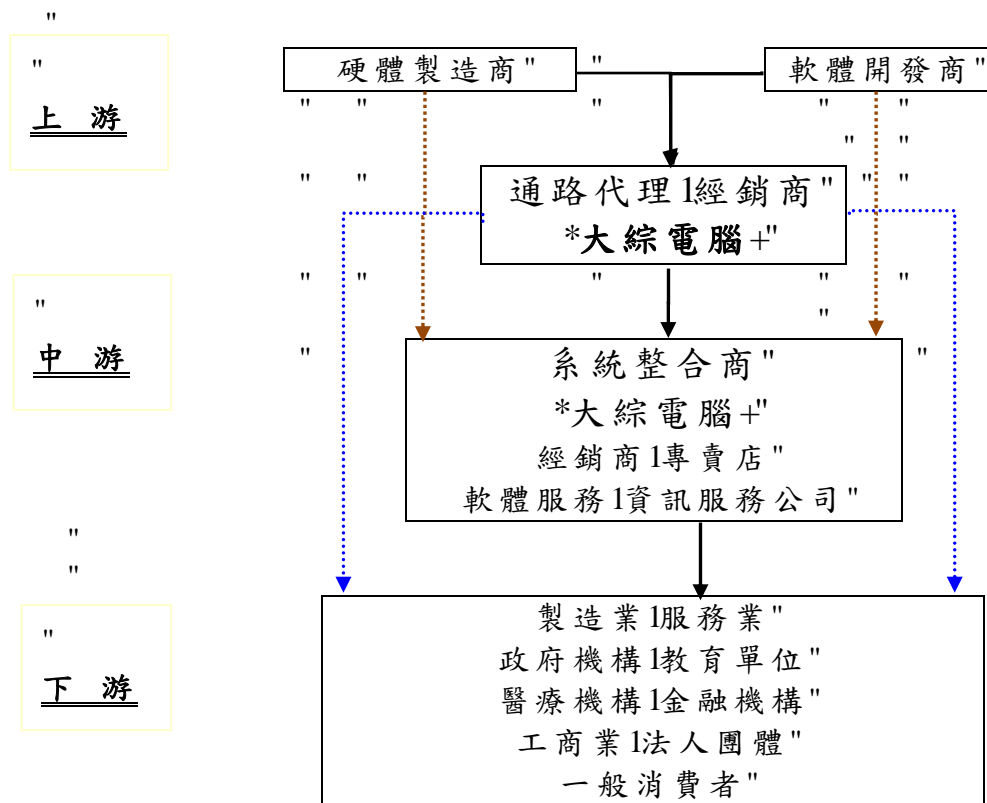 "
"
上 游
硬體製造商" "
軟體開發商"
" " " " "
" "
" " " "
通路代理1經銷商"
*大綜電腦+"
" " " " "
"
"
中 游
" "
系統整合商"
*大綜電腦+"
經銷商1專賣店"
軟體服務1資訊服務公司"
"
"
"
下 游
製造業1服務業"
政府機構1教育單位"
醫療機構1金融機構"
工商業1法人團體"
一般消費者"